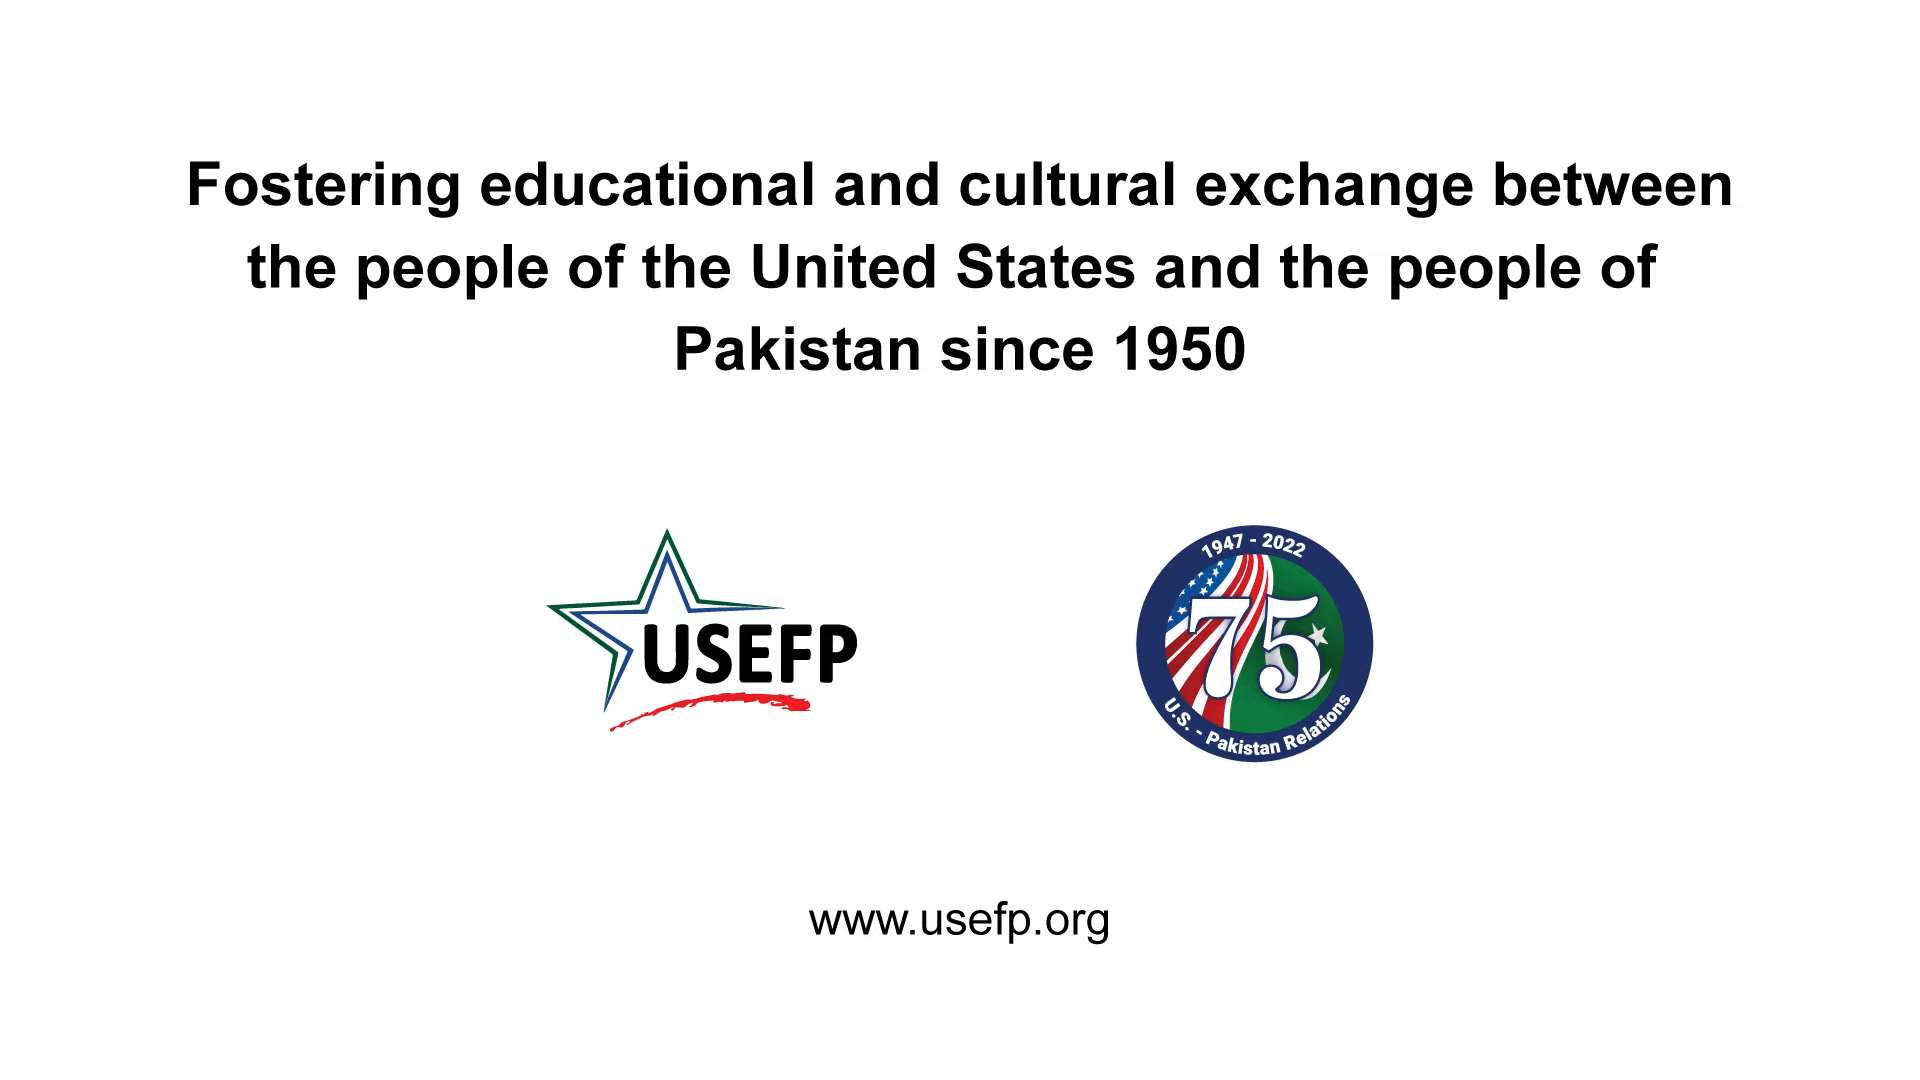 Fostering educational and cultural exchange between
the people of the United States and the people of
Pakistan since 1950
USEFP
1947 - 2022
75
U.S. - Pakistan Relations
www.usefp.org